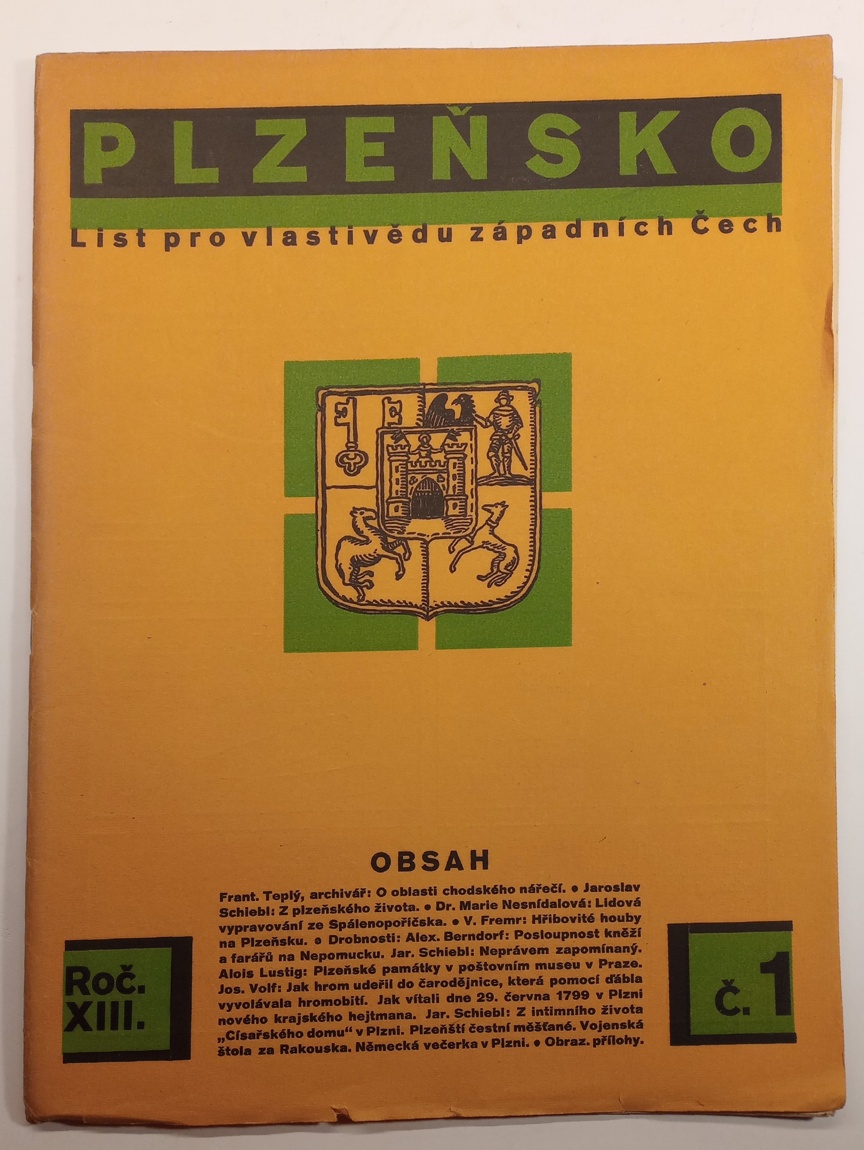 PLZEŇSKO
List pro vlastivědu západních Čech
OBSAH
Frant. Teplý, archivář: O oblasti chodského nářečí. • Jaroslav
Schiebl: Z plzeňského života. • Dr. Marie Nesnídalová: Lidová
vypravování ze Spálenopoříčska. • V. Fremr: Hřibovité houby
na Plzeňsku. • Drobnosti: Alex. Berndorf: Posloupnost kněží
a farářů na Nepomucku. Jar. Schiebl: Neprávem zapomínaný.
Alois Lustig: Plzeňské památky v poštovním museu v Praze.
Jos. Volf: Jak hrom udeřil do čarodějnice, která pomocí ďábla
vyvolávala hromobití. Jak vítali dne 29. června 1799 v Plzni
nového krajského hejtmana. Jar. Schiebl: Z intimního života
„Císařského domu“ v Plzni. Plzeňští čestní měšťané. Vojenská
štola za Rakouska. Německá večerka v Plzni. • Obraz. přílohy.
Roč.
XIII.
Č. 1